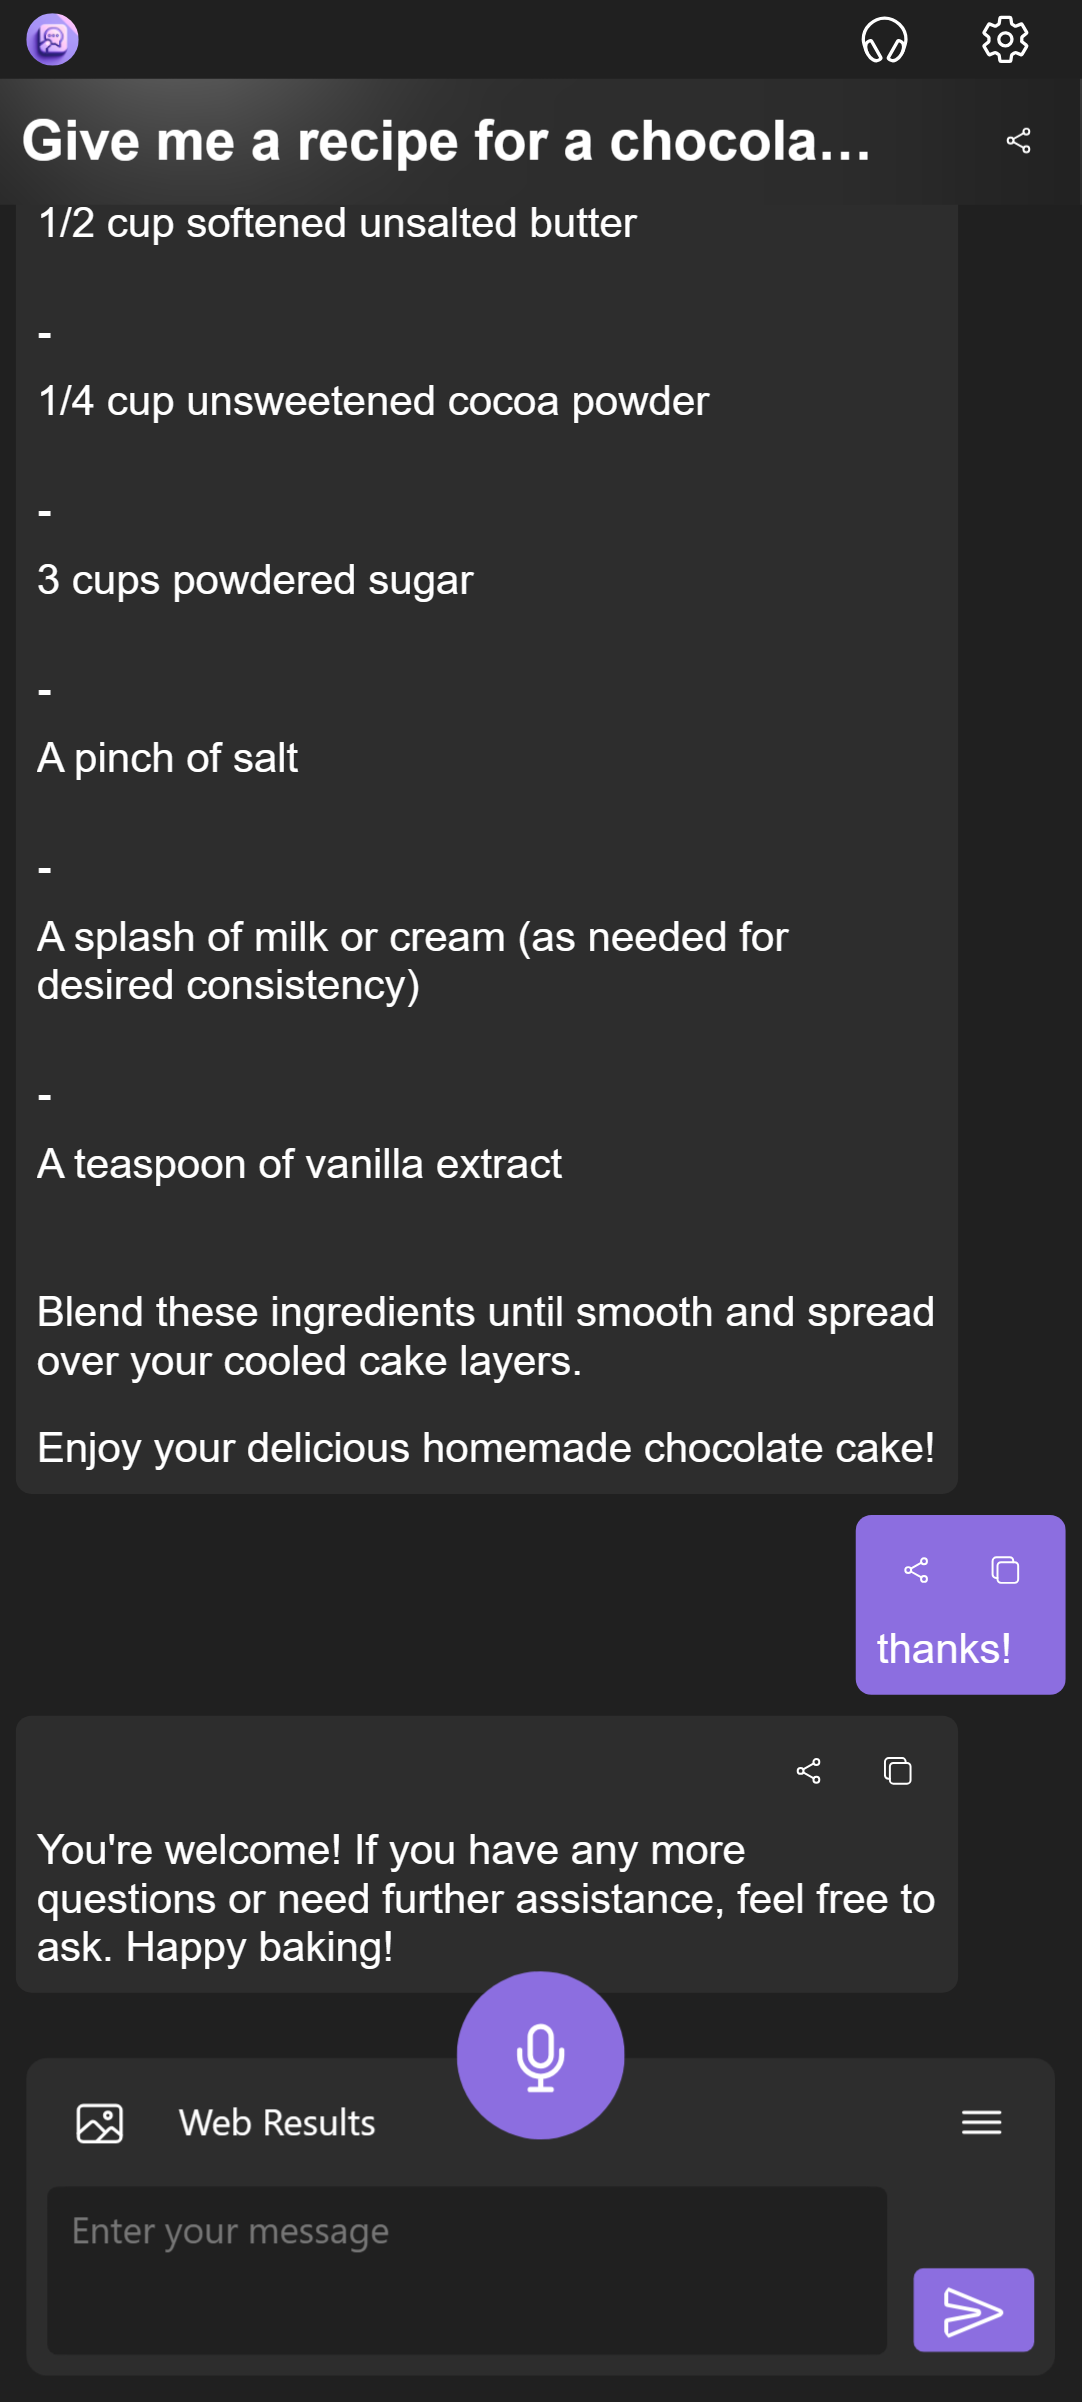 Give me a recipe for a chocola...
1/2 cup softened unsalted butter
-
1/4 cup unsweetened cocoa powder
-
3 cups powdered sugar
-
A pinch of salt
-
A splash of milk or cream (as needed for
desired consistency)
-
A teaspoon of vanilla extract
Blend these ingredients until smooth and spread
over your cooled cake layers.
Enjoy your delicious homemade chocolate cake!
thanks!
You're welcome! If you have any more
questions or need further assistance, feel free to
ask. Happy baking!
Web Results
Enter your message